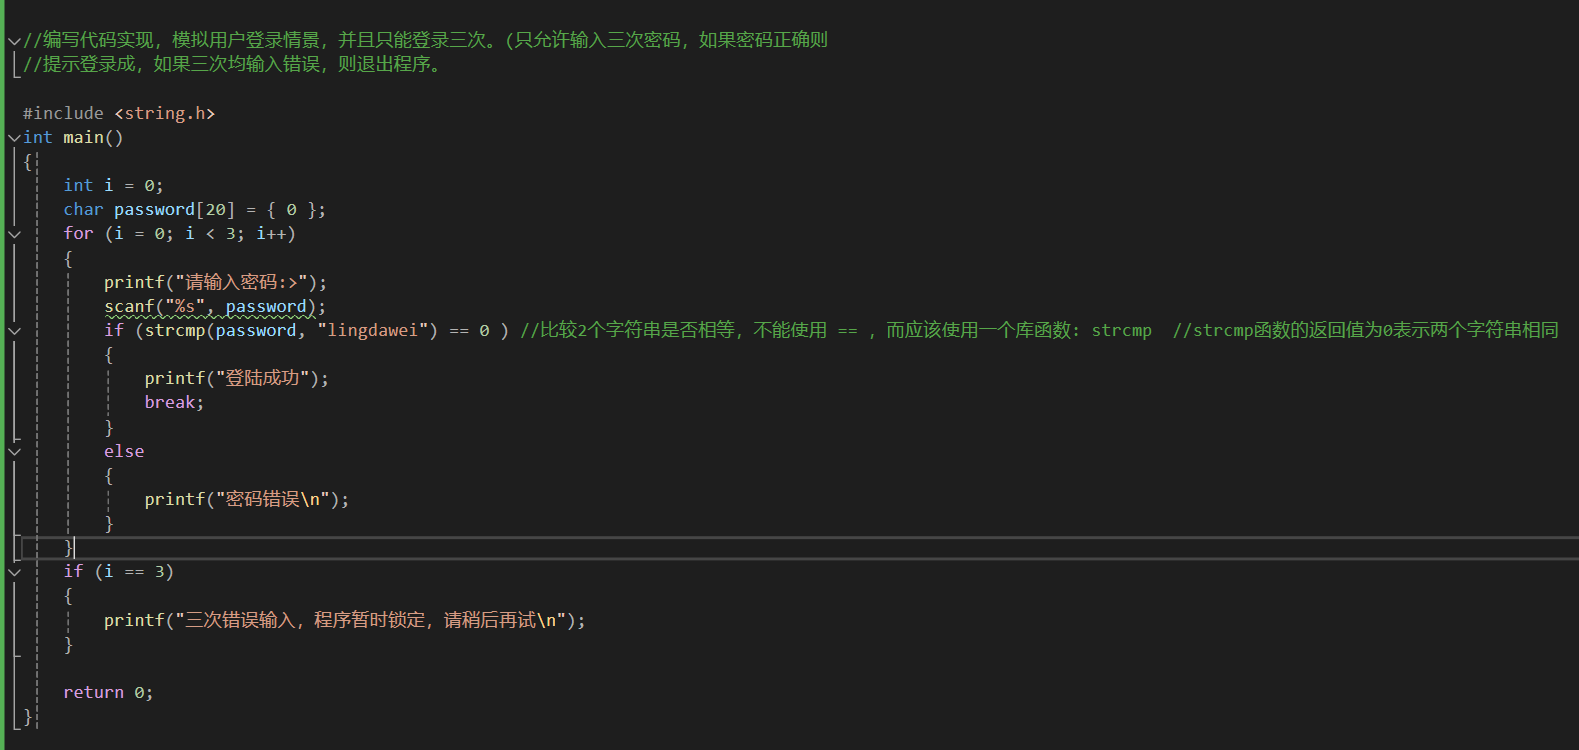 //编写代码实现，模拟用户登录情景，并且只能登录三次。(只允许输入三次密码，如果密码正确则
//提示登录成，如果三次均输入错误，则退出程序。
#include <string.h>
int main()
{
int i = 0;
char password[20] = { 0 };
for (i = 0; i < 3; i++)
{
printf("请输入密码:>");
scanf("%s", password);
if (strcmp(password, "lingdawei") == 0 ) //比较2个字符串是否相等，不能使用 == ，而应该使用一个库函数: strcmp  //strcmp函数的返回值为0表示两个字符串相同
{
printf("登陆成功");
break;
}
else
{
printf("密码错误\n");
}
}
if (i == 3)
{
printf("三次错误输入，程序暂时锁定，请稍后再试\n");
}
return 0;
}